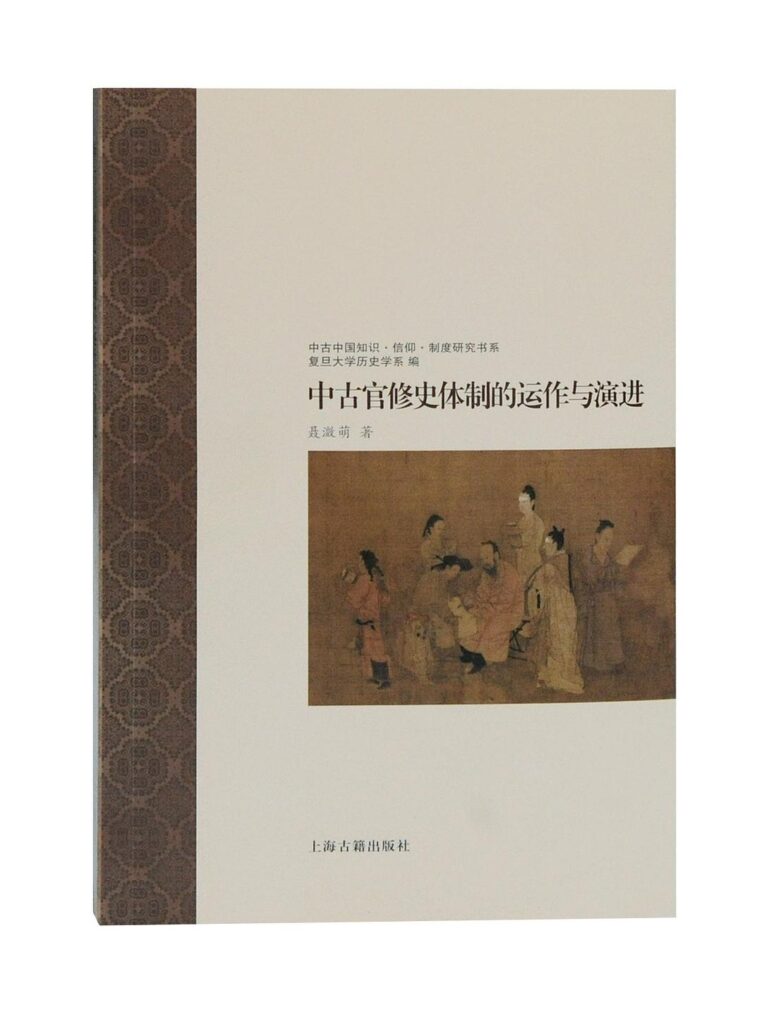 中古中国知识·信仰·制度研究书系
复旦大学历史学系 编
中古官修史体制的运作与演进
聂溦萌 著
上海古籍出版社